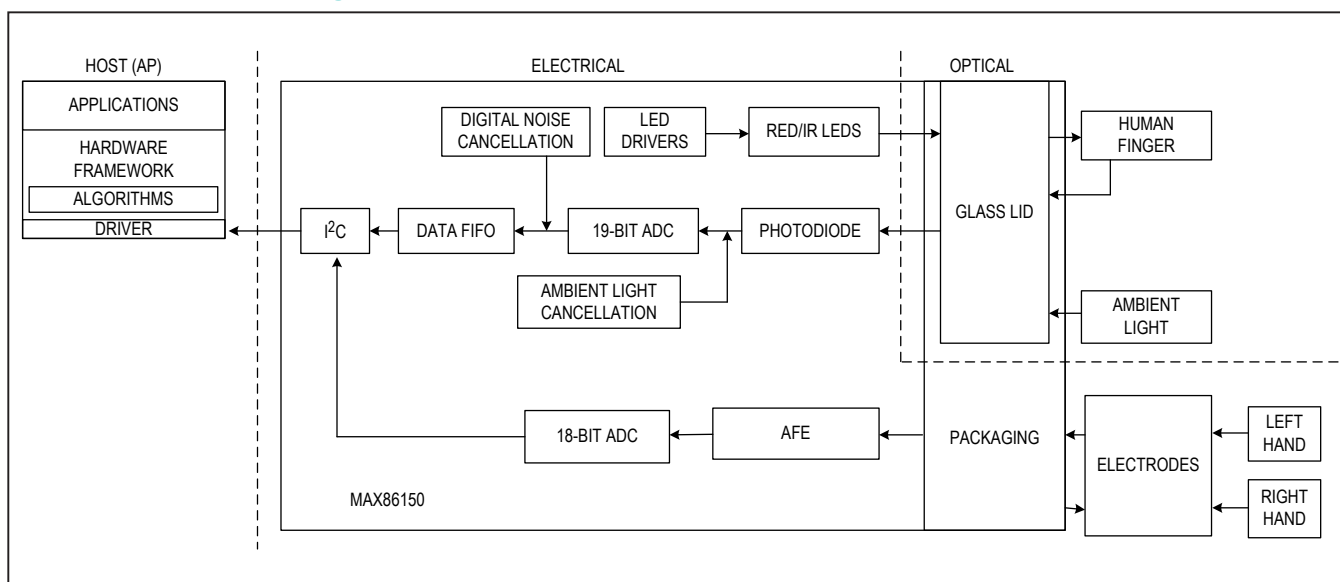 HOST (AP)
APPLICATIONS
HARDWARE
FRAMEWORK
ALGORITHMS
DRIVER
ELECTRICAL
OPTICAL
DIGITAL NOISE
CANCELLATION
LED
DRIVERS
RED/IR LEDS
HUMAN
FINGER
GLASS LID
I²C
DATA FIFO
19-BIT ADC
PHOTODIODE
AMBIENT LIGHT
CANCELLATION
AMBIENT
LIGHT
18-BIT ADC
AFE
PACKAGING
ELECTRODES
LEFT
HAND
RIGHT
HAND
MAX86150